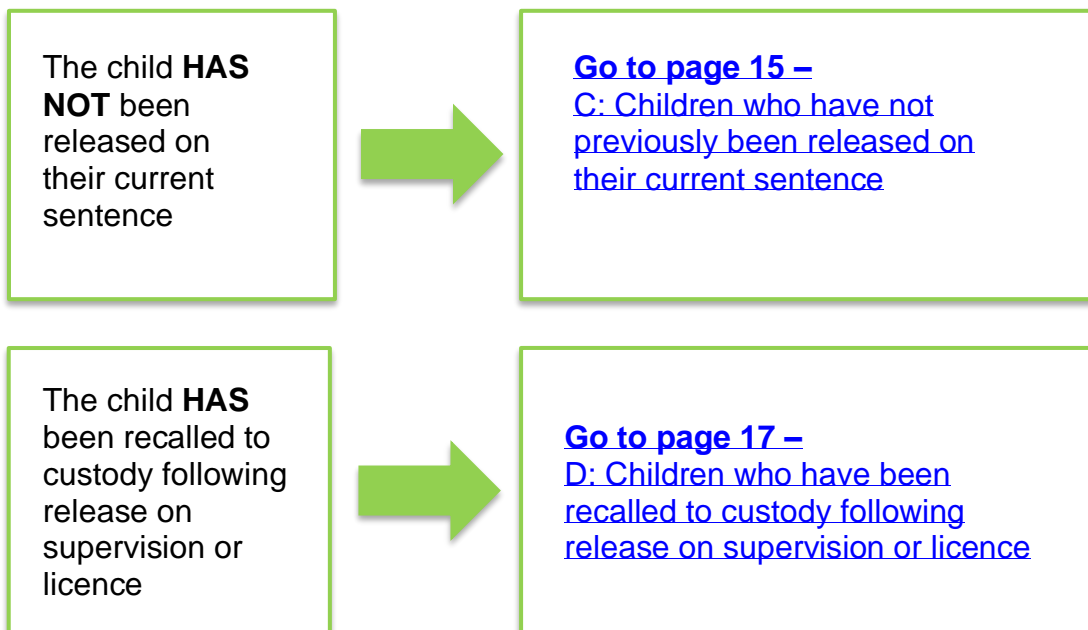 The child HAS
NOT been
released on
their current
sentence
Go to page 15 –
C: Children who have not
previously been released on
their current sentence
The child HAS
been recalled to
custody following
release on
supervision or
licence
Go to page 17 –
D: Children who have been
recalled to custody following
release on supervision or licence